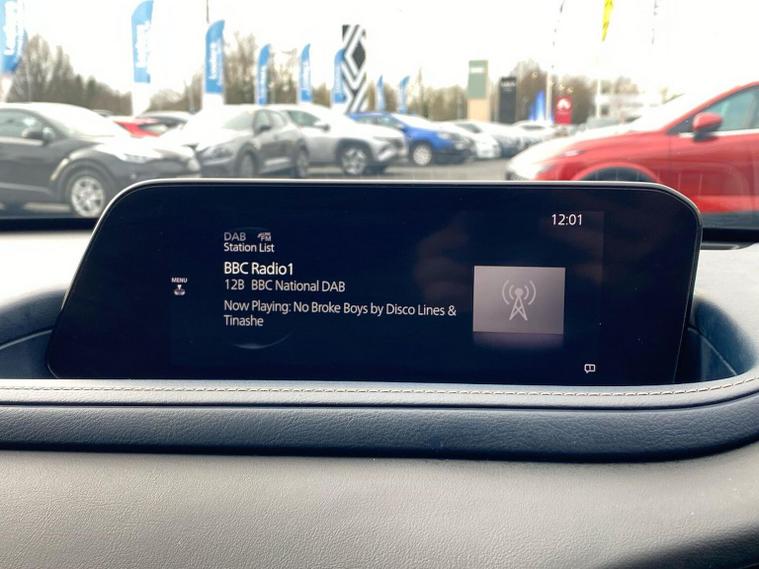 12:01
DAB
Station List
BBC Radio1
12B BBC National DAB
Now Playing: No Broke Boys by Disco Lines &
Tinashe
MENU